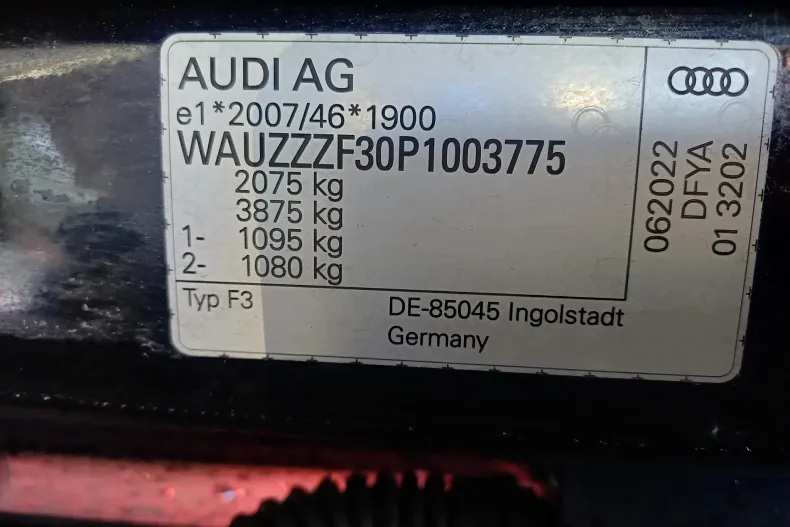 AUDI AG
e1*2007/46*1900
WAUZZZF30P1003775
2075 kg
3875 kg
1- 1095 kg
2- 1080 kg
Typ F3
DE-85045 Ingolstadt
Germany
062022
DFYA
01 3202